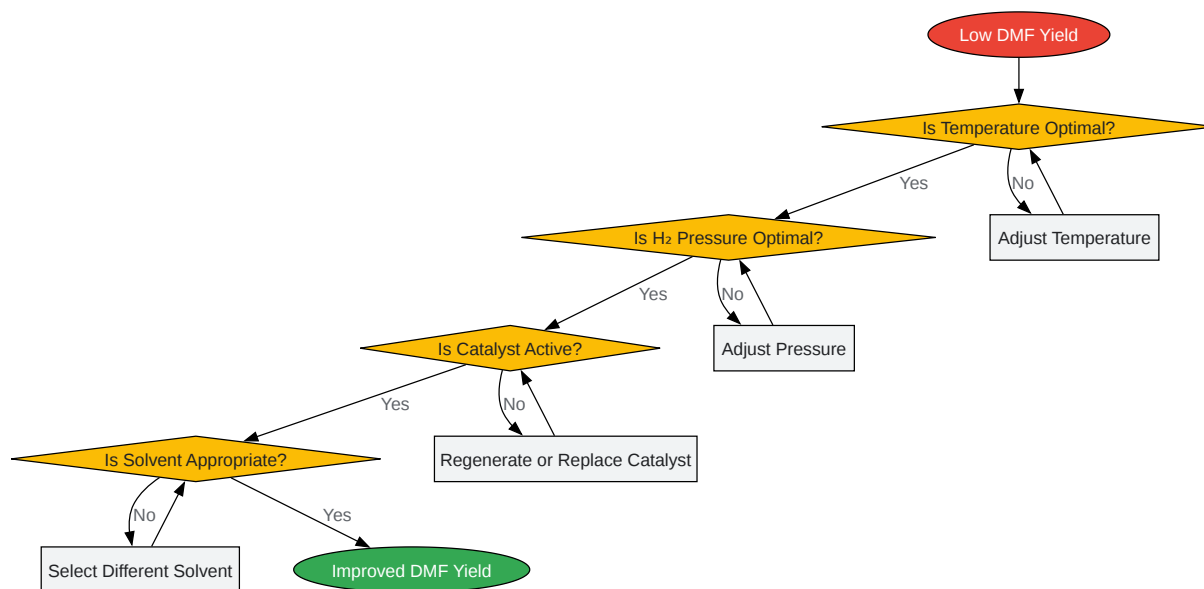 Low DMF Yield
Is Temperature Optimal?
Yes
No
Is H₂ Pressure Optimal?
Adjust Temperature
Yes
No
Is Catalyst Active?
Adjust Pressure
Yes
No
Is Solvent Appropriate?
Regenerate or Replace Catalyst
No
Yes
Select Different Solvent
Improved DMF Yield